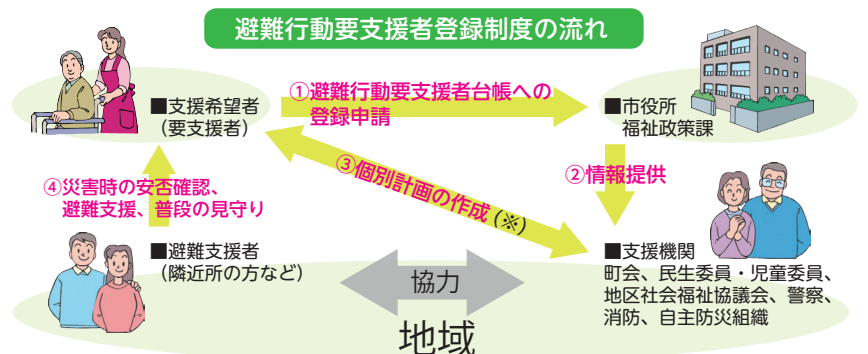 避難行動要支援者登録制度の流れ
■支援希望者
（要支援者）
①避難行動要支援者台帳への
登録申請
■市役所
福祉政策課
②情報提供
③個別計画の作成（※）
④災害時の安否確認、
避難支援、普段の見守り
■避難支援者
（隣近所の方など）
協力
地域
■支援機関
町会、民生委員・児童委員、
地区社会福祉協議会、警察、
消防、自主防災組織